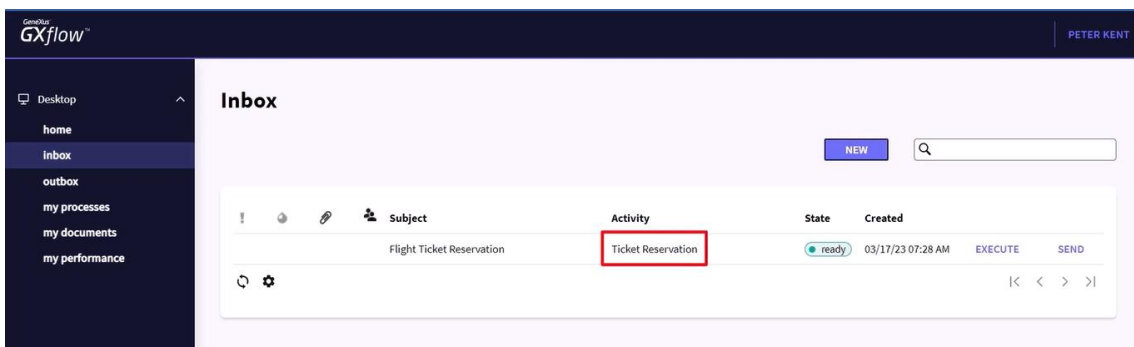 GeneXus
GXflow™
PETER KENT
Desktop
home
inbox
outbox
my processes
my documents
my performance
Inbox
NEW
Subject Activity State Created
Flight Ticket Reservation Ticket Reservation ready 03/17/23 07:28 AM EXECUTE SEND